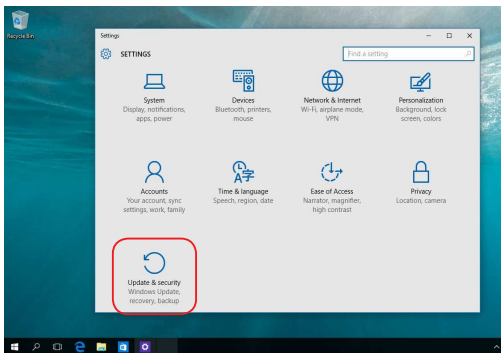 Recycle Bin
Settings
SETTINGS
Find a setting
System
Display, notifications,
apps, power
Devices
Bluetooth, printers,
mouse
Network & Internet
Wi-Fi, airplane mode,
VPN
Personalization
Background, lock
screen, colors
Accounts
Your account, sync
settings, work, family
Time & language
Speech, region, date
Ease of Access
Narrator, magnifier,
high contrast
Privacy
Location, camera
Update & security
Windows Update,
recovery, backup